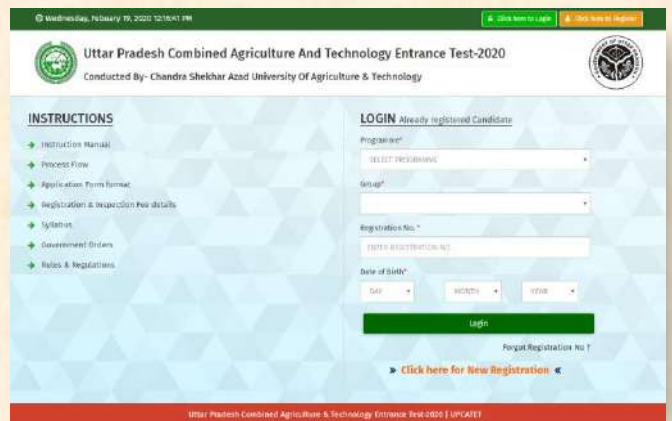 Wednesday, February 19, 2020 12:16:41 PM
Click here to Login
Click here to Register
Uttar Pradesh Combined Agriculture And Technology Entrance Test-2020
Conducted By- Chandra Shekhar Azad University Of Agriculture & Technology
INSTRUCTIONS
Instruction Manual
Process Flow
Application Form Format
Registration & Inspection Fee details
Syllabus
Government Orders
Rules & Regulations
LOGIN Already registered Candidate
Programme*
SELECT PROGRAMME
Group*
Registration No. *
ENTER REGISTRATION NO
Date of Birth*
DAY MONTH YEAR
Login
Forgot Registration No ?
» Click here for New Registration «
Uttar Pradesh Combined Agriculture & Technology Entrance Test-2020 | UPCATET